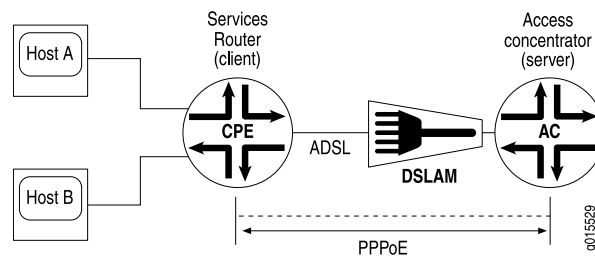 Services
Router
(client)
Access
concentrator
(server)
Host A
CPE
AC
ADSL
DSLAM
Host B
PPPoE
g015529